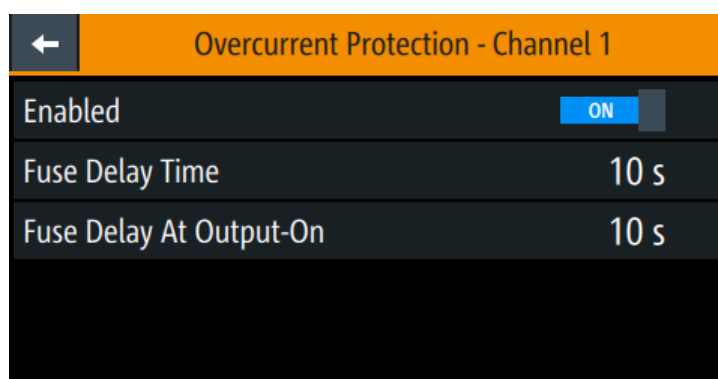 Overcurrent Protection - Channel 1
Enabled ON
Fuse Delay Time 10 s
Fuse Delay At Output-On 10 s